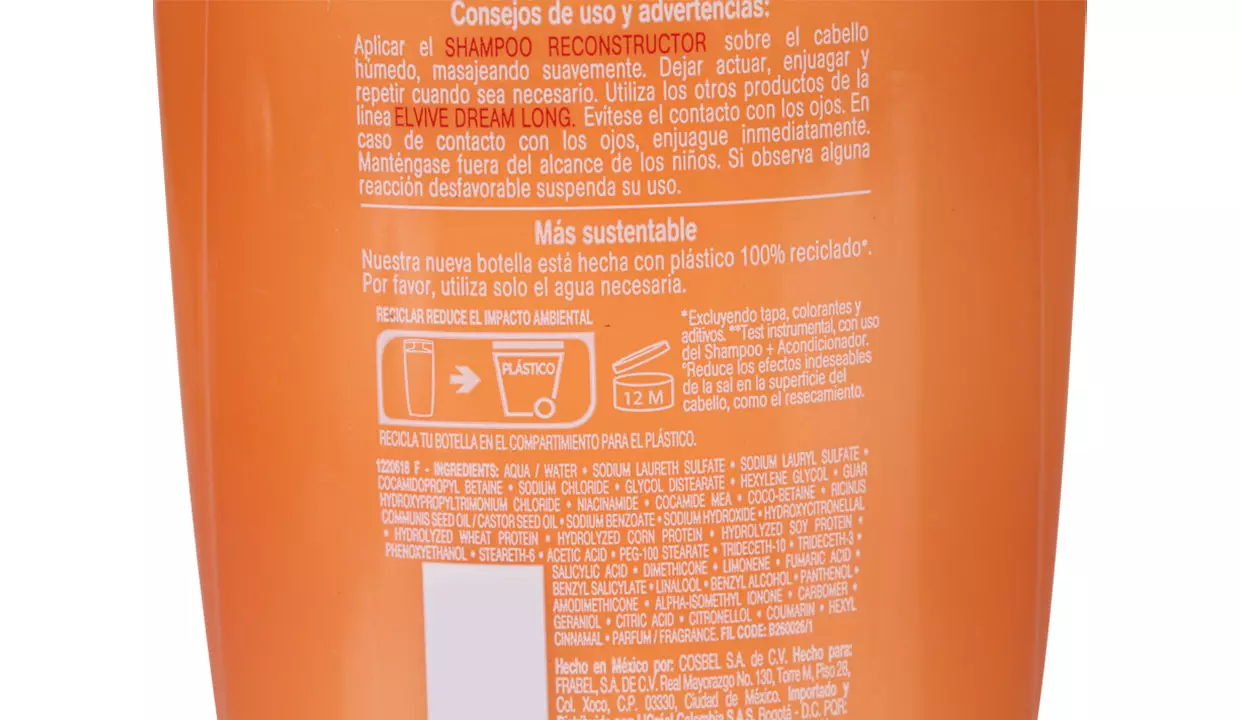 Consejos de uso y advertencias:
Aplicar el SHAMPOO RECONSTRUCTOR sobre el cabello
húmedo, masajeando suavemente. Dejar actuar, enjuagar y
repetir cuando sea necesario. Utiliza los otros productos de la
linea ELVIVE DREAM LONG. Evítese el contacto con los ojos. En
caso de contacto con los ojos, enjuague inmediatamente.
Manténgase fuera del alcance de los niños. Si observa alguna
reacción desfavorable suspenda su uso.
Más sustentable
Nuestra nueva botella está hecha con plástico 100% reciclado*.
Por favor, utiliza solo el agua necesaria.
RECICLAR REDUCE EL IMPACTO AMBIENTAL
PLÁSTICO
12 M
*Excluyendo tapa, colorantes y
aditivos. **Test instrumental, con uso
del Shampoo + Acondicionador.
°Reduce los efectos indeseables
de la sal en la superficie del
cabello, como el resecamiento.
RECICLA TU BOTELLA EN EL COMPARTIMIENTO PARA EL PLÁSTICO.
1220618 F - INGREDIENTS: AQUA / WATER • SODIUM LAURETH SULFATE • SODIUM LAURYL SULFATE •
COCAMIDOPROPYL BETAINE • SODIUM CHLORIDE • GLYCOL DISTEARATE • HEXYLENE GLYCOL • GUAR
HYDROXYPROPYLTRIMONIUM CHLORIDE • NIACINAMIDE • COCAMIDE MEA • COCO-BETAINE • RICINUS
COMMUNIS SEED OIL / CASTOR SEED OIL • SODIUM BENZOATE • SODIUM HYDROXIDE • HYDROXYCITRONELLAL
• HYDROLYZED WHEAT PROTEIN • HYDROLYZED CORN PROTEIN • HYDROLYZED SOY PROTEIN •
PHENOXYETHANOL • STEARETH-6 • ACETIC ACID • PEG-100 STEARATE • TRIDECETH-10 • TRIDECETH-3 •
SALICYLIC ACID • DIMETHICONE • LIMONENE • FUMARIC ACID •
BENZYL SALICYLATE • LINALOOL • BENZYL ALCOHOL • PANTHENOL •
AMODIMETHICONE • ALPHA-ISOMETHYL IONONE • CARBOMER •
GERANIOL • CITRIC ACID • CITRONELLOL • COUMARIN • HEXYL
CINNAMAL • PARFUM / FRAGRANCE. FIL CODE: B260026/1
Hecho en México por: COSBEL S.A. de C.V. Hecho para:
FRABEL, S.A. DE C.V. Real Mayorazgo No. 130, Torre M, Piso 28,
Col. Xoco, C.P. 03330, Ciudad de México. Importado y
Distribuido por L'Oréal Colombia S.A.S. Bogotá - D.C. PQR: